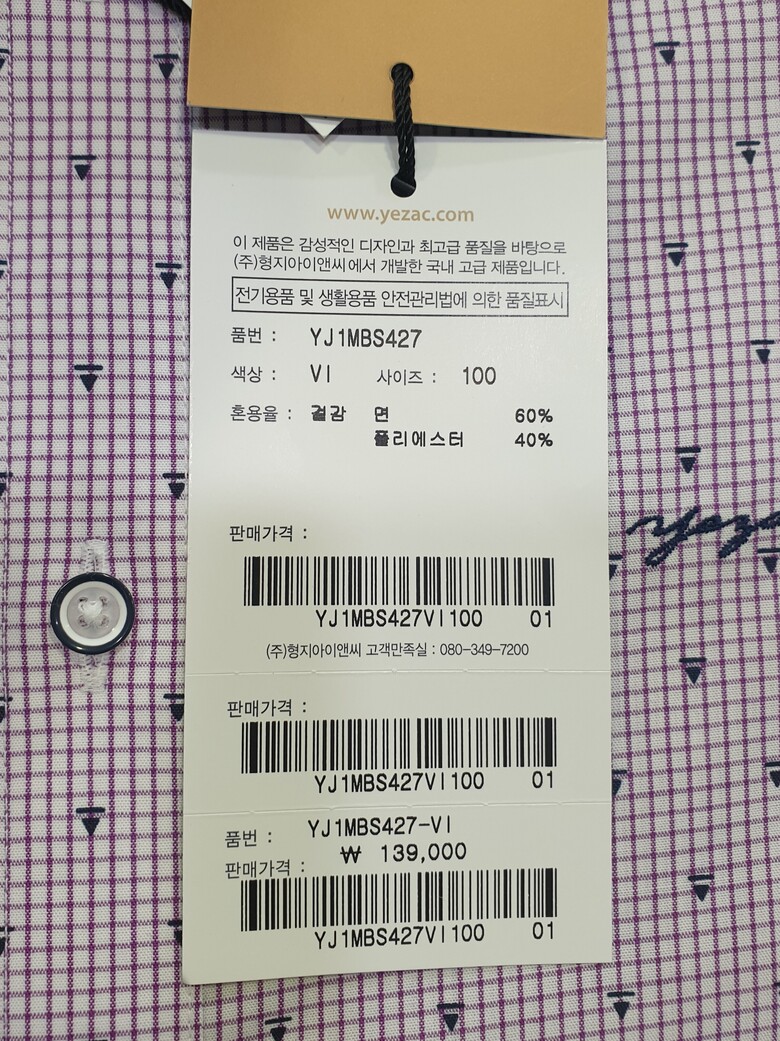 www.yezac.com
이 제품은 감성적인 디자인과 최고급 품질을 바탕으로
(주)형지아이앤씨에서 개발한 국내 고급 제품입니다.
전기용품 및 생활용품 안전관리법에 의한 품질표시
품번 : YJ1MBS427
색상 : VI 사이즈 : 100
혼용율 : 겉감 면 60%
폴리에스터 40%
판매가격 :
YJ1MBS427VI100 01
(주)형지아이앤씨 고객만족실 : 080-349-7200
판매가격 :
YJ1MBS427VI100 01
품번 : YJ1MBS427-VI
₩ 139,000
판매가격 :
YJ1MBS427VI100 01